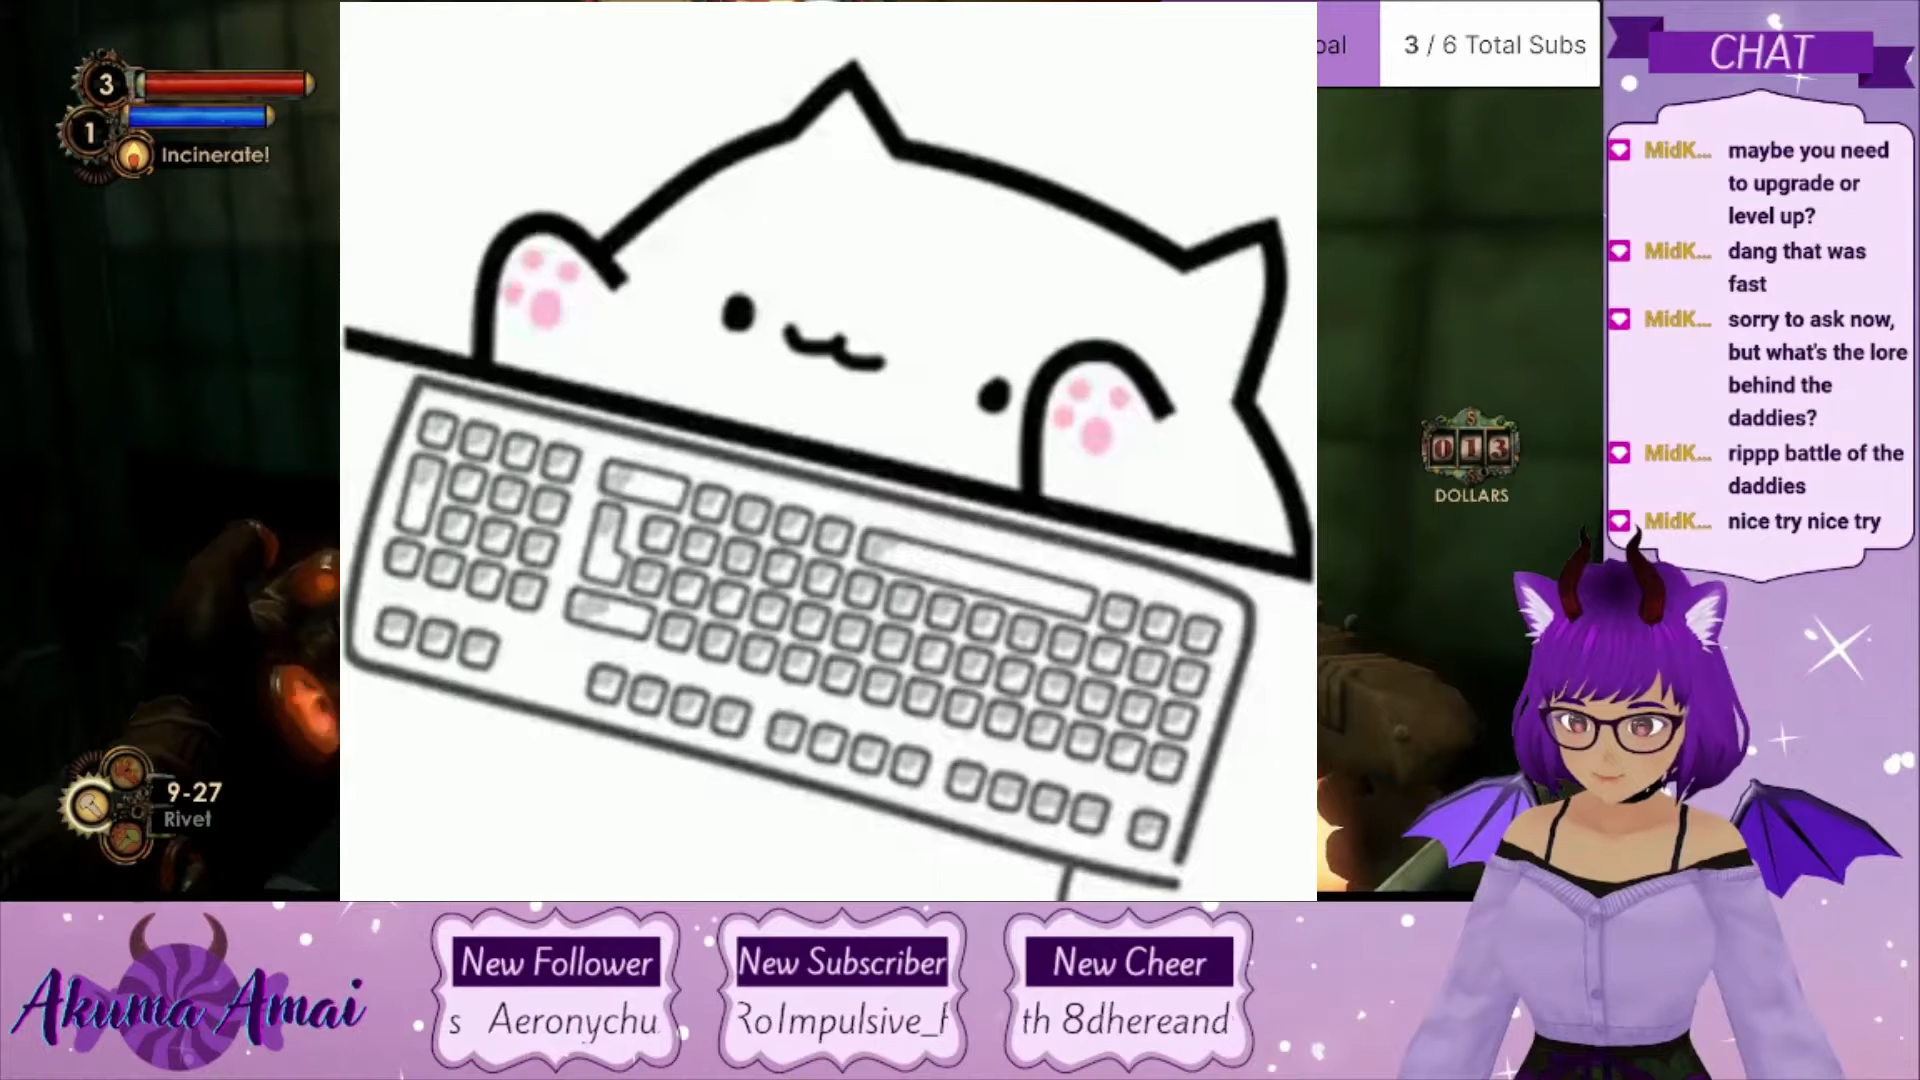 3
1
Incinerate!
oal
3 / 6 Total Subs
CHAT
MidK... maybe you need
to upgrade or
level up?
MidK... dang that was
fast
MidK... sorry to ask now,
but what's the lore
behind the
daddies?
MidK... rippp battle of the
daddies
MidK... nice try nice try
$
013
DOLLARS
9-27
Rivet
Akuma Amai
New Follower
s Aeronychu
New Subscriber
RoImpulsive_
New Cheer
th 8dhereand